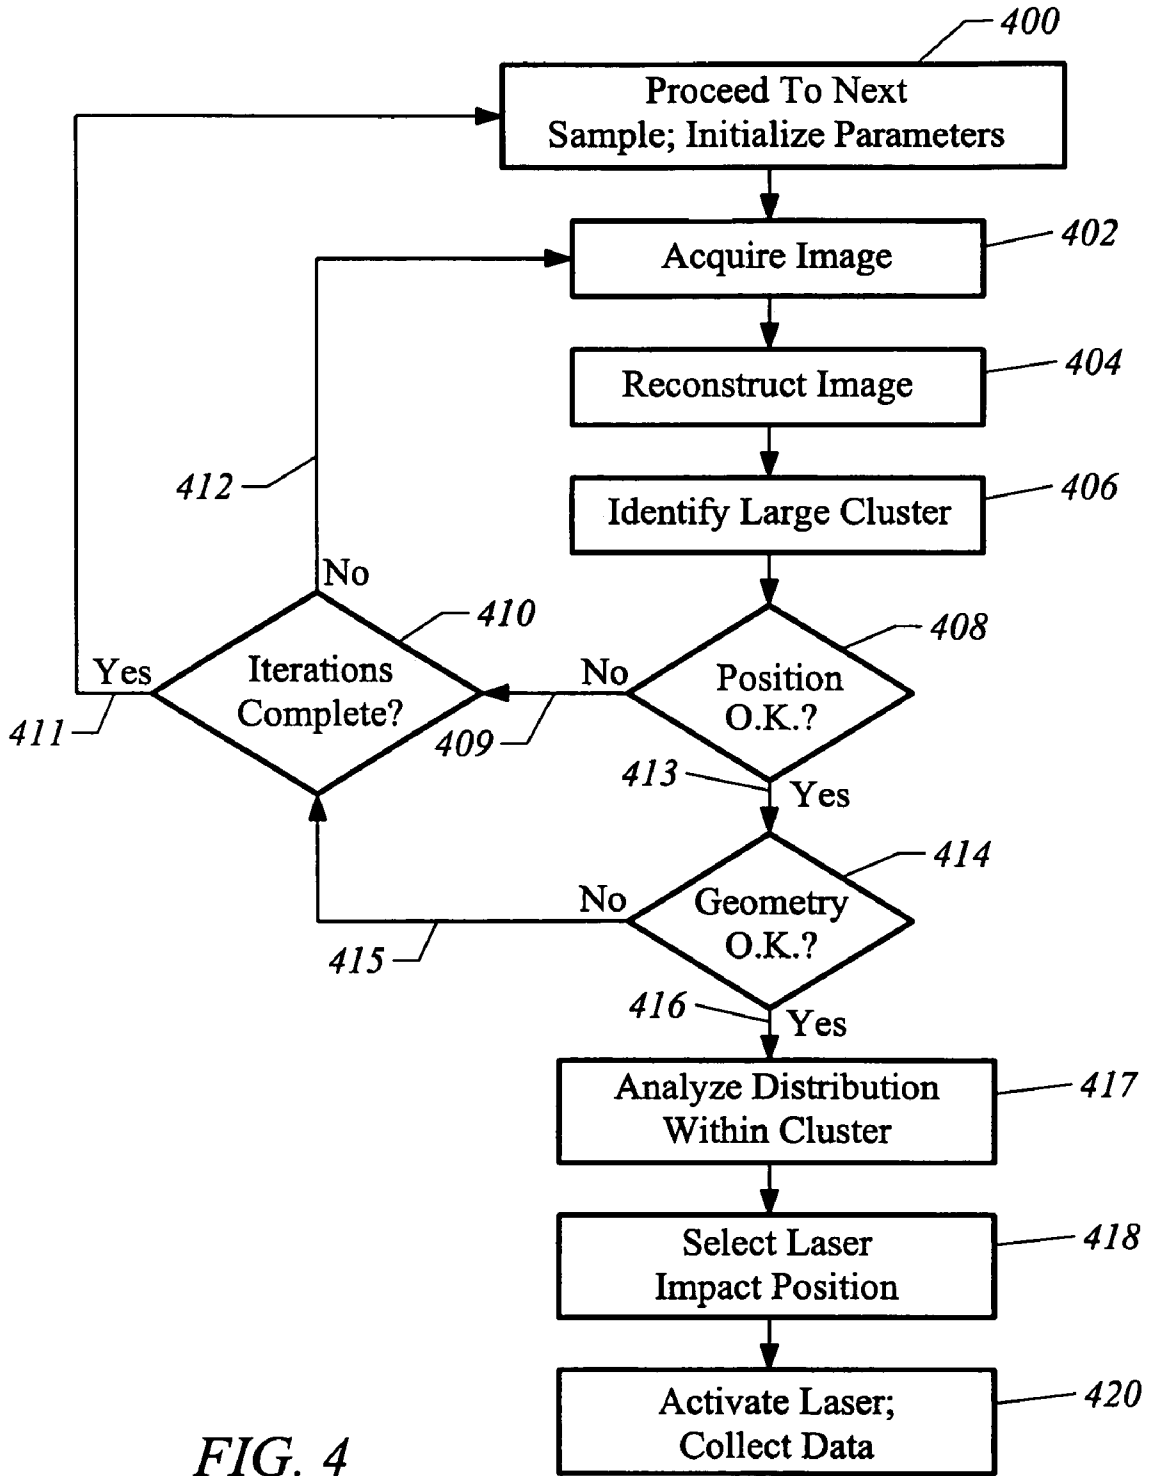 400
Proceed To Next
Sample; Initialize Parameters
402
Acquire Image
404
Reconstruct Image
412
406
Identify Large Cluster
No
410
408
Yes
Iterations
Complete?
No
Position
O.K.?
411
409
413
Yes
414
No
Geometry
O.K.?
415
416
Yes
417
Analyze Distribution
Within Cluster
418
Select Laser
Impact Position
420
Activate Laser;
Collect Data
FIG. 4